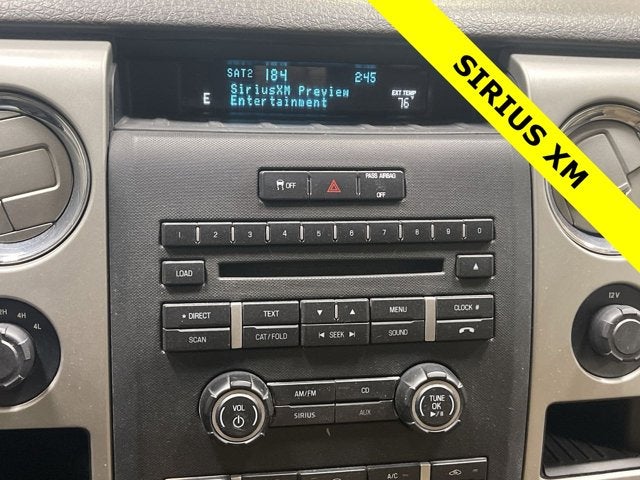 SAT2 184 2:45
SiriusXM Preview
EXT TEMP
E Entertainment 76°
SIRIUS XM
OFF
PASS AIRBAG
OFF
1 2 3 4 5 6 7 8 9 0
LOAD
DIRECT TEXT MENU CLOCK #
SCAN CAT/FOLD SEEK SOUND
2H 4H 4L
12V
VOL
AM/FM CD
SIRIUS AUX
TUNE
OK
A/C